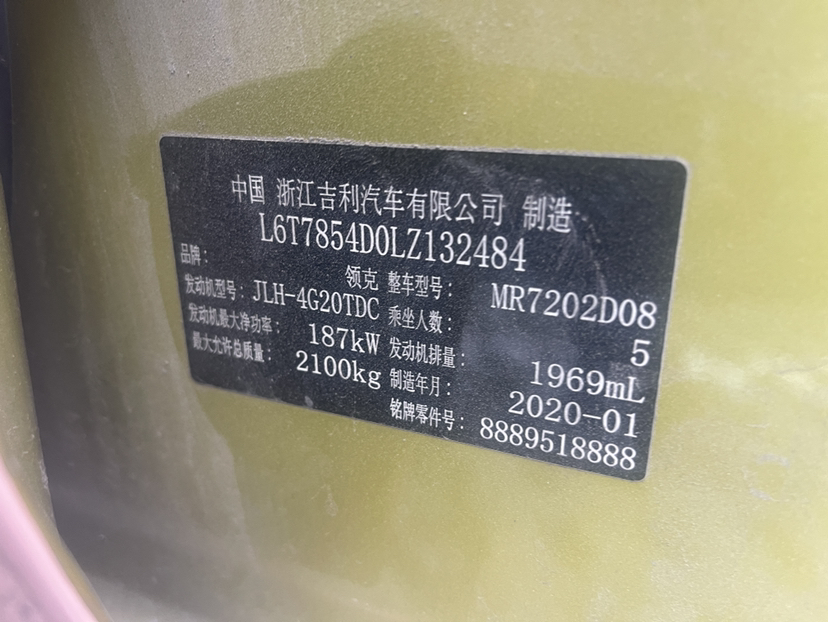 中国 浙江吉利汽车有限公司 制造
L6T7854D0LZ132484
品牌： 领克 整车型号： MR7202D08
发动机型号： JLH-4G20TDC 乘坐人数： 5
发动机最大净功率： 187kW 发动机排量： 1969mL
最大允许总质量： 2100kg 制造年月： 2020-01
铭牌零件号： 8889518888